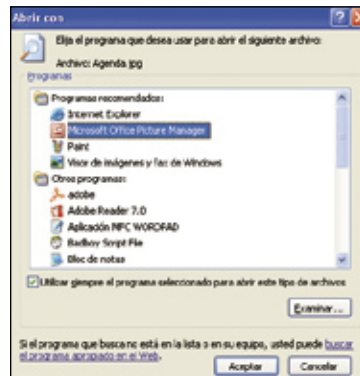 Abrir con
Elija el programa que desea usar para abrir el siguiente archivo:
Archivo: Agenda.jpg
Programas
Programas recomendados:
Internet Explorer
Microsoft Office Picture Manager
Paint
Visor de imágenes y fax de Windows
Otros programas:
adobe
Adobe Reader 7.0
Aplicación MFC WORDPAD
Badboy Script File
Bloc de notas
Utilizar siempre el programa seleccionado para abrir este tipo de archivos
Examinar...
Si el programa que busca no está en la lista o en su equipo, usted puede buscar
el programa apropiado en el Web.
Aceptar Cancelar